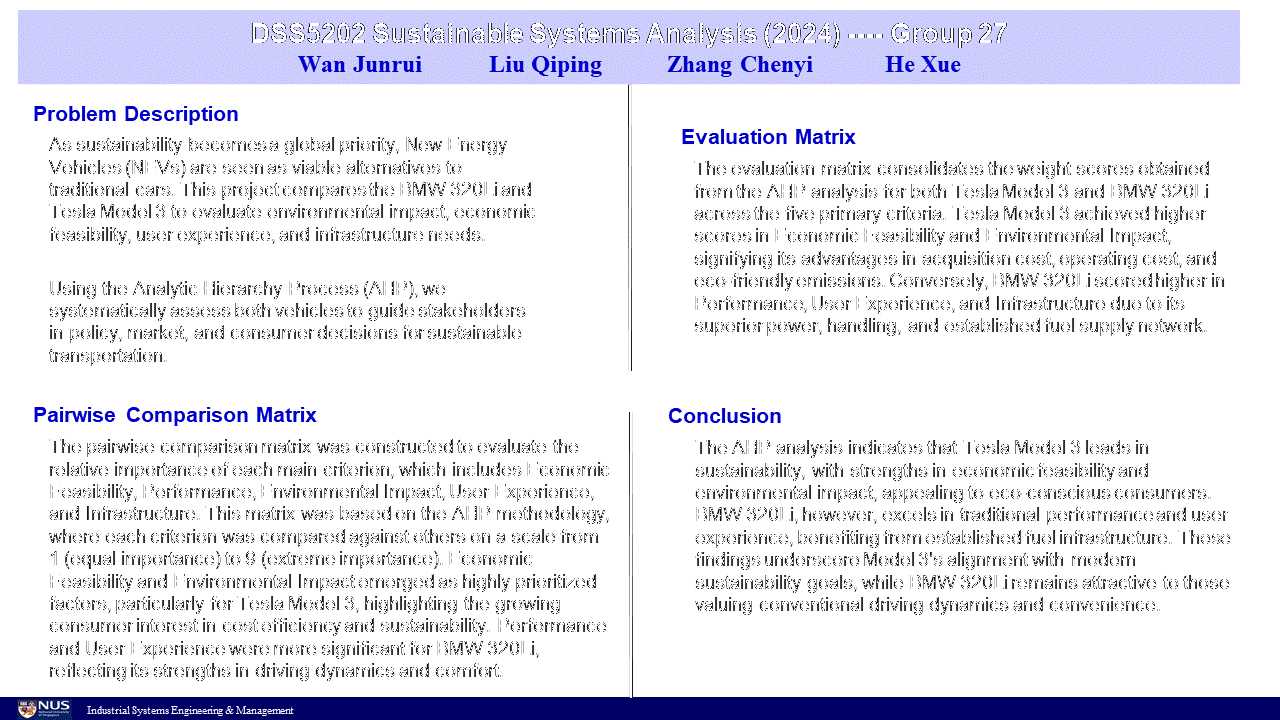 DSS5202 Sustainable Systems Analysis (2024) ---- Group 27
Wan Junrui Liu Qiping Zhang Chenyi He Xue
Problem Description
As sustainability becomes a global priority, New Energy
Vehicles (NEVs) are seen as viable alternatives to
traditional cars. This project compares the BMW 320Li and
Tesla Model 3 to evaluate environmental impact, economic
feasibility, user experience, and infrastructure needs.
Using the Analytic Hierarchy Process (AHP), we
systematically assess both vehicles to guide stakeholders
in policy, market, and consumer decisions for sustainable
transportation.
Pairwise Comparison Matrix
The pairwise comparison matrix was constructed to evaluate the
relative importance of each main criterion, which includes Economic
Feasibility, Performance, Environmental Impact, User Experience,
and Infrastructure. This matrix was based on the AHP methodology,
where each criterion was compared against others on a scale from
1 (equal importance) to 9 (extreme importance). Economic
Feasibility and Environmental Impact emerged as highly prioritized
factors, particularly for Tesla Model 3, highlighting the growing
consumer interest in cost efficiency and sustainability. Performance
and User Experience were more significant for BMW 320Li,
reflecting its strengths in driving dynamics and comfort.
Evaluation Matrix
The evaluation matrix consolidates the weight scores obtained
from the AHP analysis for both Tesla Model 3 and BMW 320Li
across the five primary criteria. Tesla Model 3 achieved higher
scores in Economic Feasibility and Environmental Impact,
signifying its advantages in acquisition cost, operating cost, and
eco-friendly emissions. Conversely, BMW 320Li scored higher in
Performance, User Experience, and Infrastructure due to its
superior power, handling, and established fuel supply network.
Conclusion
The AHP analysis indicates that Tesla Model 3 leads in
sustainability, with strengths in economic feasibility and
environmental impact, appealing to eco-conscious consumers.
BMW 320Li, however, excels in traditional performance and user
experience, benefiting from established fuel infrastructure. These
findings underscore Model 3's alignment with modern
sustainability goals, while BMW 320Li remains attractive to those
valuing conventional driving dynamics and convenience.
NUS
Industrial Systems Engineering & Management